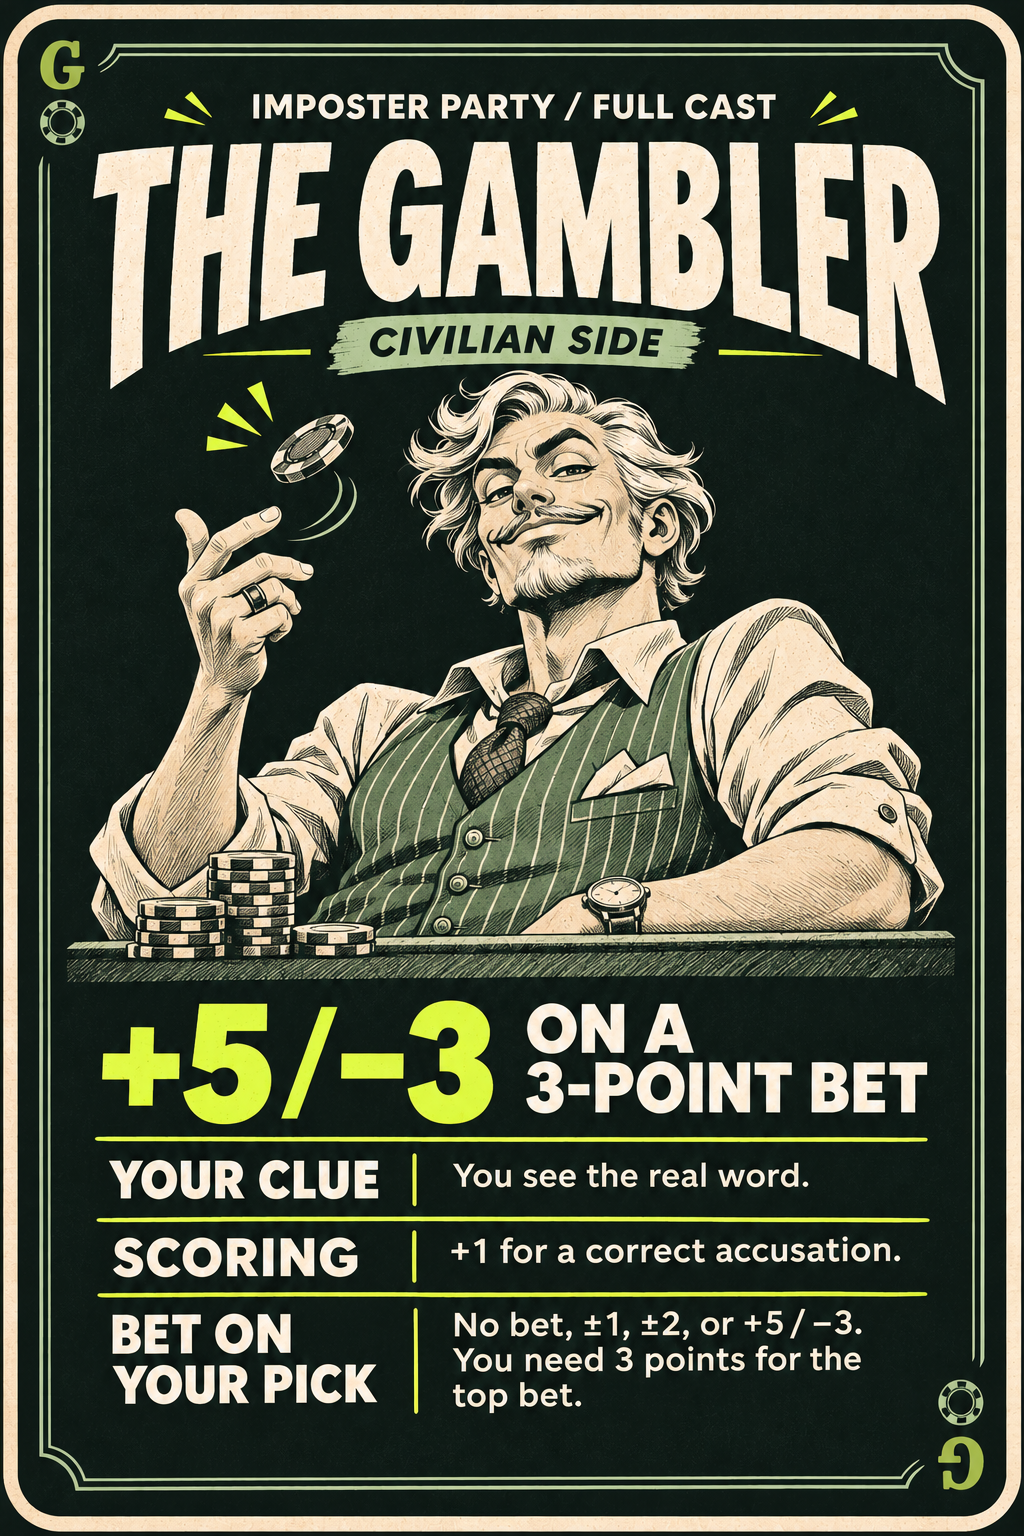 G
IMPOSTER PARTY / FULL CAST
THE GAMBLER
CIVILIAN SIDE
+5/−3 ON A
3-POINT BET
YOUR CLUE
You see the real word.
SCORING
+1 for a correct accusation.
BET ON
YOUR PICK
No bet, ±1, ±2, or +5 / −3.
You need 3 points for the
top bet.
G